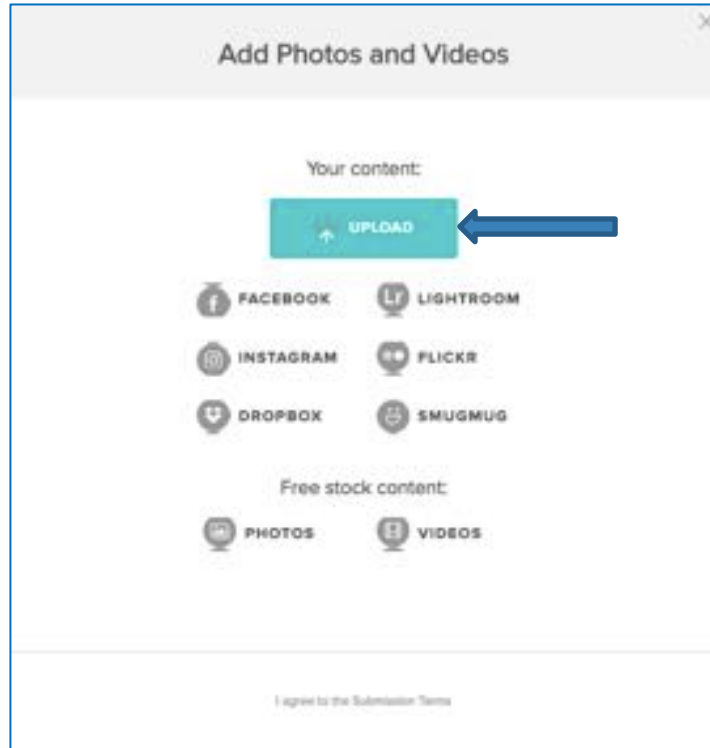 Add Photos and Videos
Your content:
UPLOAD
FACEBOOK
LIGHTROOM
INSTAGRAM
FLICKR
DROPBOX
SMUGMUG
Free stock content:
PHOTOS
VIDEOS
I agree to the Submission Terms